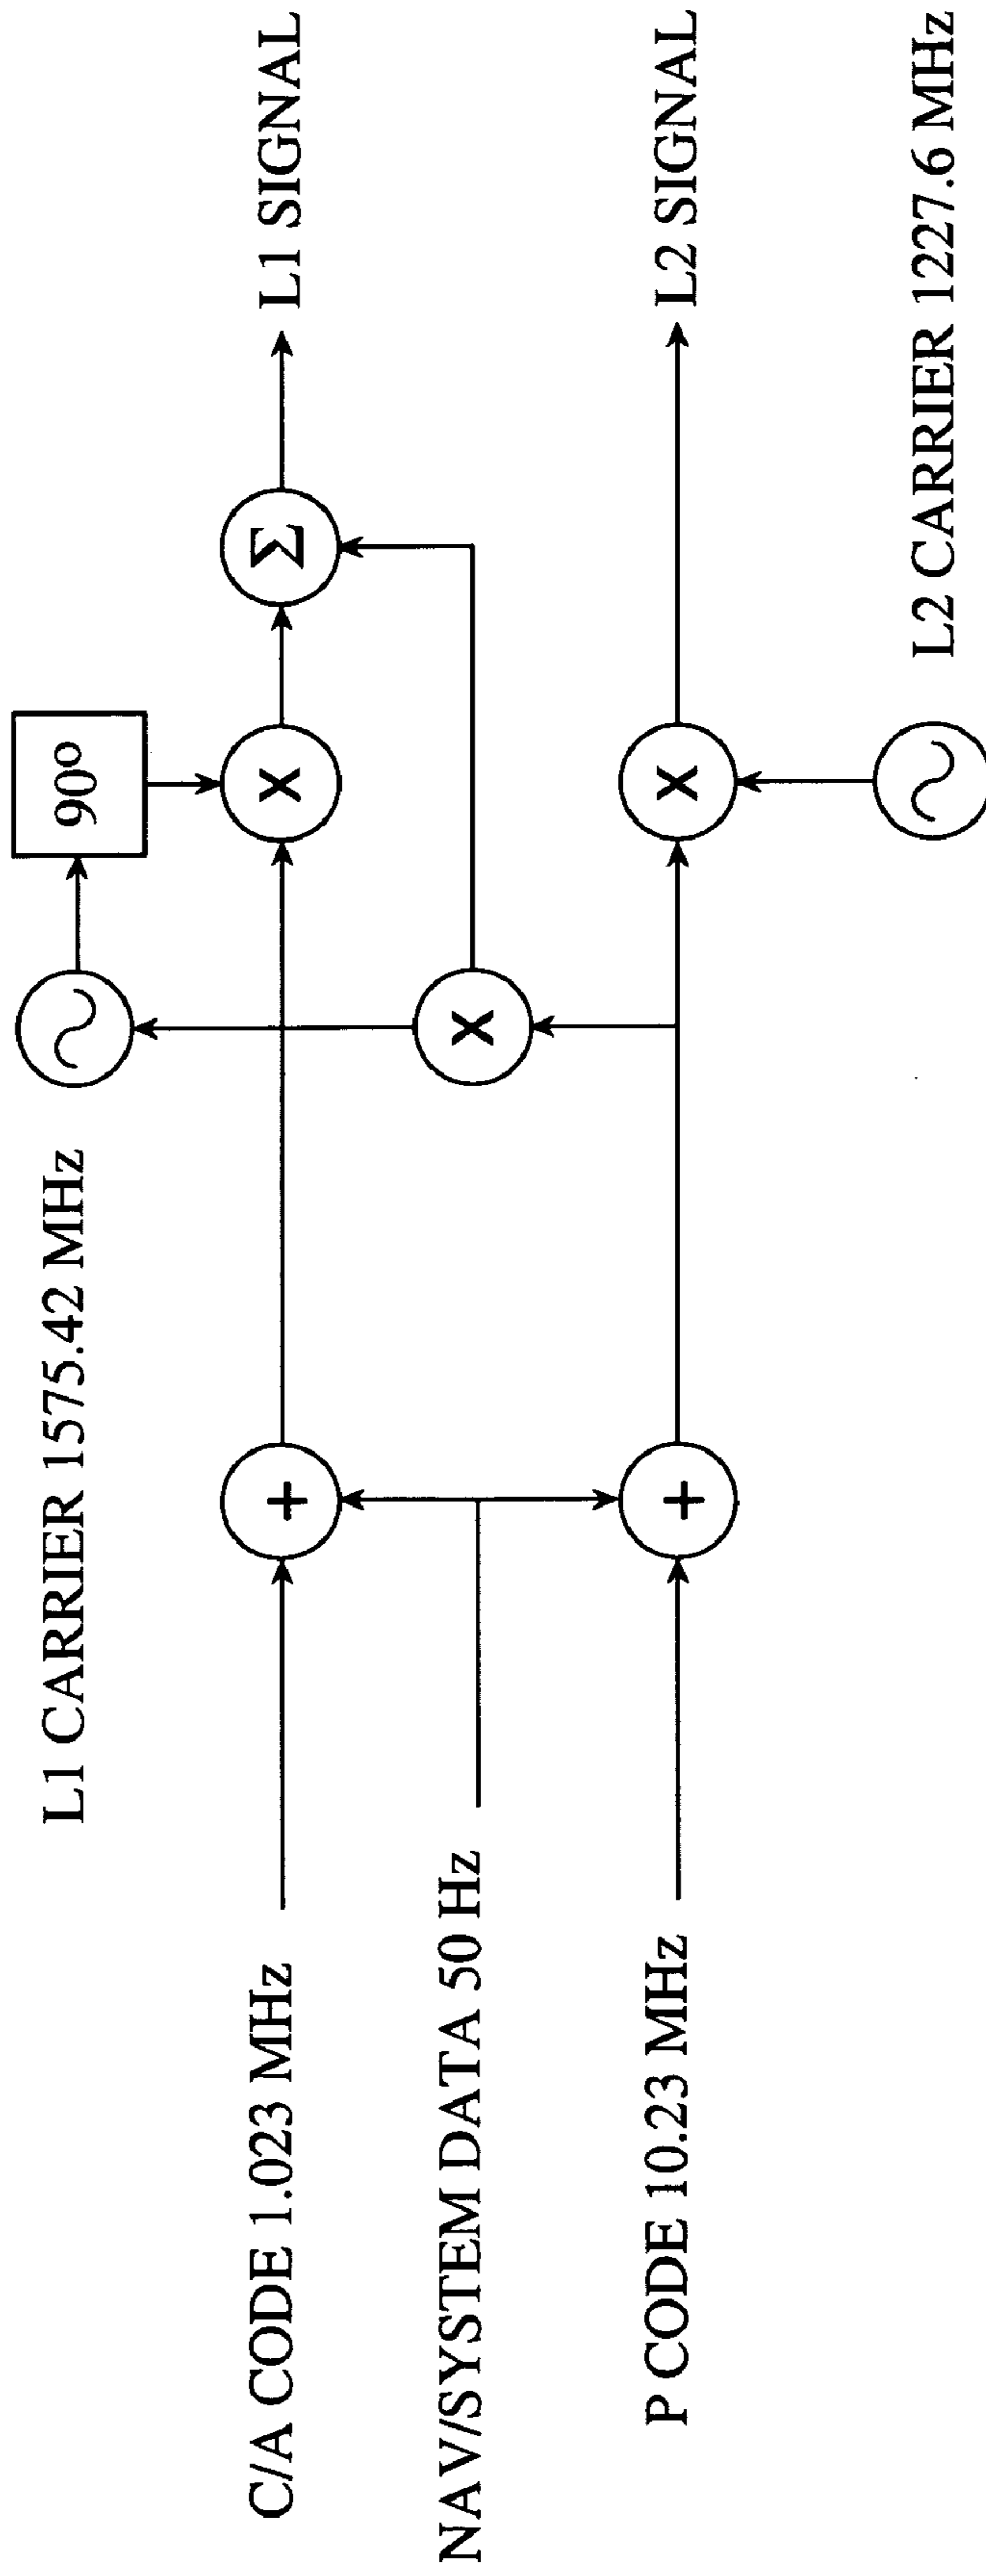 L1 CARRIER 1575.42 MHz
90º
C/A CODE 1.023 MHz
+
X
Σ
L1 SIGNAL
NAV/SYSTEM DATA 50 Hz
X
P CODE 10.23 MHz
+
X
L2 SIGNAL
L2 CARRIER 1227.6 MHz